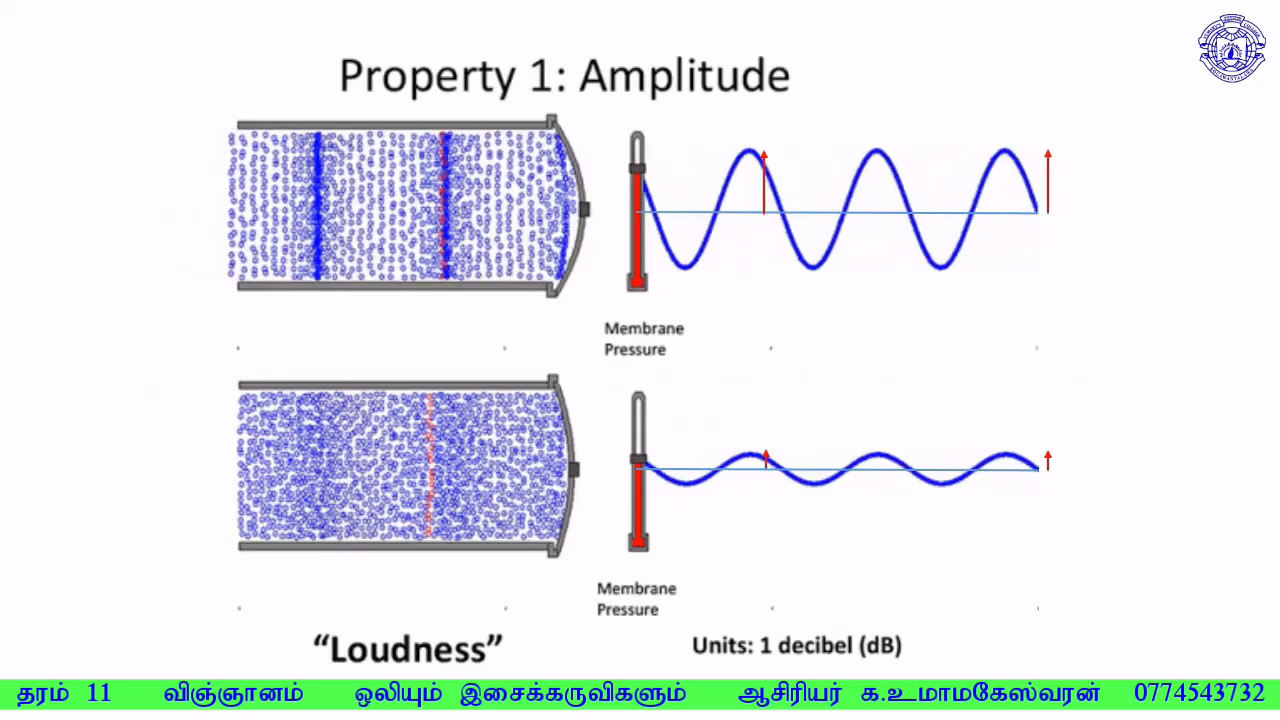 Property 1: Amplitude
Membrane
Pressure
Membrane
Pressure
“Loudness”
Units: 1 decibel (dB)
தரம் 11 விஞ்ஞானம் ஒலியும் இசைக்கருவிகளும் ஆசிரியர் க.உமாமகேஸ்வரன் 0774543732